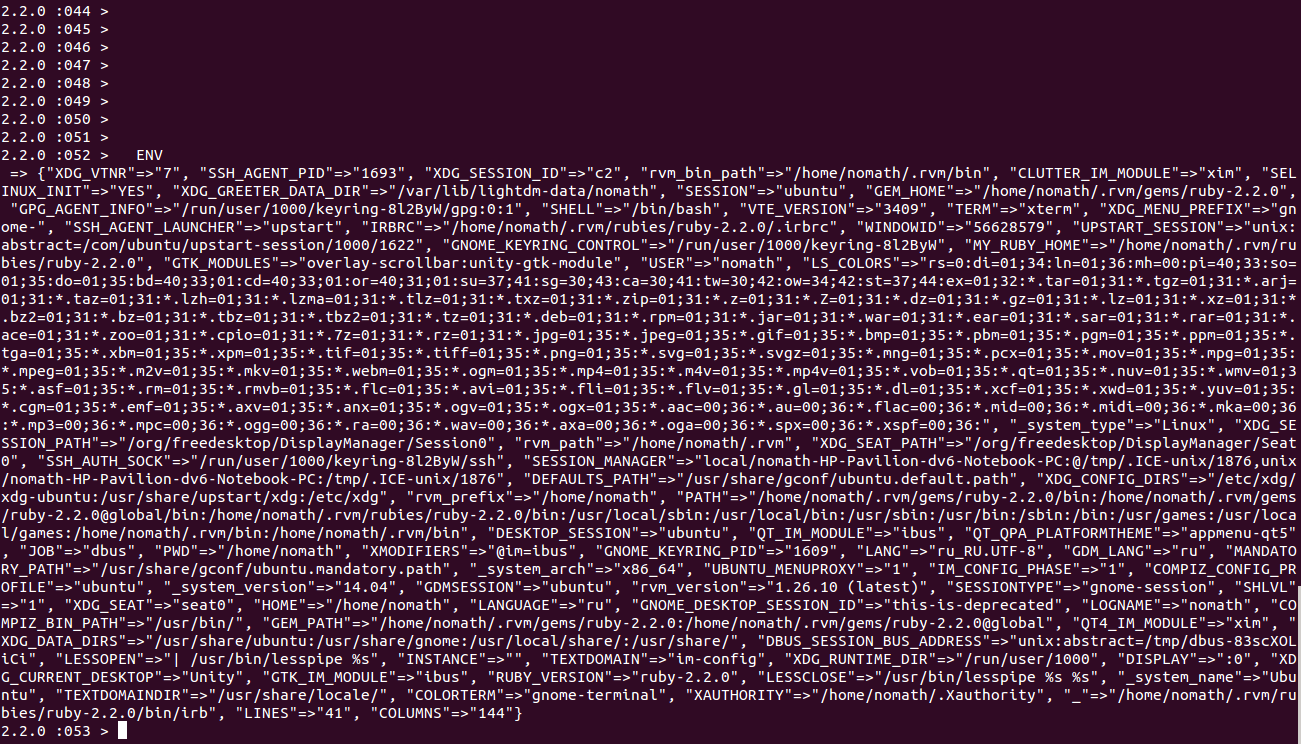 2.2.0 :044 >
2.2.0 :045 >
2.2.0 :046 >
2.2.0 :047 >
2.2.0 :048 >
2.2.0 :049 >
2.2.0 :050 >
2.2.0 :051 >
2.2.0 :052 >   ENV
 => {"XDG_VTNR"=>"7", "SSH_AGENT_PID"=>"1693", "XDG_SESSION_ID"=>"c2", "rvm_bin_path"=>"/home/nomath/.rvm/bin", "CLUTTER_IM_MODULE"=>"xim", "SEL
INUX_INIT"=>"YES", "XDG_GREETER_DATA_DIR"=>"/var/lib/lightdm-data/nomath", "SESSION"=>"ubuntu", "GEM_HOME"=>"/home/nomath/.rvm/gems/ruby-2.2.0",
 "GPG_AGENT_INFO"=>"/run/user/1000/keyring-8l2ByW/gpg:0:1", "SHELL"=>"/bin/bash", "VTE_VERSION"=>"3409", "TERM"=>"xterm", "XDG_MENU_PREFIX"=>"gn
ome-", "SSH_AGENT_LAUNCHER"=>"upstart", "IRBRC"=>"/home/nomath/.rvm/rubies/ruby-2.2.0/.irbrc", "WINDOWID"=>"56628579", "UPSTART_SESSION"=>"unix:
abstract=/com/ubuntu/upstart-session/1000/1622", "GNOME_KEYRING_CONTROL"=>"/run/user/1000/keyring-8l2ByW", "MY_RUBY_HOME"=>"/home/nomath/.rvm/ru
bies/ruby-2.2.0", "GTK_MODULES"=>"overlay-scrollbar:unity-gtk-module", "USER"=>"nomath", "LS_COLORS"=>"rs=0:di=01;34:ln=01;36:mh=00:pi=40;33:so=
01;35:do=01;35:bd=40;33;01:cd=40;33;01:or=40;31;01:su=37;41:sg=30;43:ca=30;41:tw=30;42:ow=34;42:st=37;44:ex=01;32:*.tar=01;31:*.tgz=01;31:*.arj=
01;31:*.taz=01;31:*.lzh=01;31:*.lzma=01;31:*.tlz=01;31:*.txz=01;31:*.zip=01;31:*.z=01;31:*.Z=01;31:*.dz=01;31:*.gz=01;31:*.lz=01;31:*.xz=01;31:*
.bz2=01;31:*.bz=01;31:*.tbz=01;31:*.tbz2=01;31:*.tz=01;31:*.deb=01;31:*.rpm=01;31:*.jar=01;31:*.war=01;31:*.ear=01;31:*.sar=01;31:*.rar=01;31:*.
ace=01;31:*.zoo=01;31:*.cpio=01;31:*.7z=01;31:*.rz=01;31:*.jpg=01;35:*.jpeg=01;35:*.gif=01;35:*.bmp=01;35:*.pbm=01;35:*.pgm=01;35:*.ppm=01;35:*.
tga=01;35:*.xbm=01;35:*.xpm=01;35:*.tif=01;35:*.tiff=01;35:*.png=01;35:*.svg=01;35:*.svgz=01;35:*.mng=01;35:*.pcx=01;35:*.mov=01;35:*.mpg=01;35:
*.mpeg=01;35:*.m2v=01;35:*.mkv=01;35:*.webm=01;35:*.ogm=01;35:*.mp4=01;35:*.m4v=01;35:*.mp4v=01;35:*.vob=01;35:*.qt=01;35:*.nuv=01;35:*.wmv=01;3
5:*.asf=01;35:*.rm=01;35:*.rmvb=01;35:*.flc=01;35:*.avi=01;35:*.fli=01;35:*.flv=01;35:*.gl=01;35:*.dl=01;35:*.xcf=01;35:*.xwd=01;35:*.yuv=01;35:
*.cgm=01;35:*.emf=01;35:*.axv=01;35:*.anx=01;35:*.ogv=01;35:*.ogx=01;35:*.aac=00;36:*.au=00;36:*.flac=00;36:*.mid=00;36:*.midi=00;36:*.mka=00;36
:*.mp3=00;36:*.mpc=00;36:*.ogg=00;36:*.ra=00;36:*.wav=00;36:*.axa=00;36:*.oga=00;36:*.spx=00;36:*.xspf=00;36:", "_system_type"=>"Linux", "XDG_SE
SSION_PATH"=>"/org/freedesktop/DisplayManager/Session0", "rvm_path"=>"/home/nomath/.rvm", "XDG_SEAT_PATH"=>"/org/freedesktop/DisplayManager/Seat
0", "SSH_AUTH_SOCK"=>"/run/user/1000/keyring-8l2ByW/ssh", "SESSION_MANAGER"=>"local/nomath-HP-Pavilion-dv6-Notebook-PC:@/tmp/.ICE-unix/1876,unix
/nomath-HP-Pavilion-dv6-Notebook-PC:/tmp/.ICE-unix/1876", "DEFAULTS_PATH"=>"/usr/share/gconf/ubuntu.default.path", "XDG_CONFIG_DIRS"=>"/etc/xdg/
xdg-ubuntu:/usr/share/upstart/xdg:/etc/xdg", "rvm_prefix"=>"/home/nomath", "PATH"=>"/home/nomath/.rvm/gems/ruby-2.2.0/bin:/home/nomath/.rvm/gems
/ruby-2.2.0@global/bin:/home/nomath/.rvm/rubies/ruby-2.2.0/bin:/usr/local/sbin:/usr/local/bin:/usr/sbin:/usr/bin:/sbin:/bin:/usr/games:/usr/loca
l/games:/home/nomath/.rvm/bin:/home/nomath/.rvm/bin", "DESKTOP_SESSION"=>"ubuntu", "QT_IM_MODULE"=>"ibus", "QT_QPA_PLATFORMTHEME"=>"appmenu-qt5"
, "JOB"=>"dbus", "PWD"=>"/home/nomath", "XMODIFIERS"=>"@im=ibus", "GNOME_KEYRING_PID"=>"1609", "LANG"=>"ru_RU.UTF-8", "GDM_LANG"=>"ru", "MANDATO
RY_PATH"=>"/usr/share/gconf/ubuntu.mandatory.path", "_system_arch"=>"x86_64", "UBUNTU_MENUPROXY"=>"1", "IM_CONFIG_PHASE"=>"1", "COMPIZ_CONFIG_PR
OFILE"=>"ubuntu", "_system_version"=>"14.04", "GDMSESSION"=>"ubuntu", "rvm_version"=>"1.26.10 (latest)", "SESSIONTYPE"=>"gnome-session", "SHLVL"
=>"1", "XDG_SEAT"=>"seat0", "HOME"=>"/home/nomath", "LANGUAGE"=>"ru", "GNOME_DESKTOP_SESSION_ID"=>"this-is-deprecated", "LOGNAME"=>"nomath", "CO
MPIZ_BIN_PATH"=>"/usr/bin/", "GEM_PATH"=>"/home/nomath/.rvm/gems/ruby-2.2.0:/home/nomath/.rvm/gems/ruby-2.2.0@global", "QT4_IM_MODULE"=>"xim", "
XDG_DATA_DIRS"=>"/usr/share/ubuntu:/usr/share/gnome:/usr/local/share/:/usr/share/", "DBUS_SESSION_BUS_ADDRESS"=>"unix:abstract=/tmp/dbus-83scXOL
iCi", "LESSOPEN"=>"| /usr/bin/lesspipe %s", "INSTANCE"=>"", "TEXTDOMAIN"=>"im-config", "XDG_RUNTIME_DIR"=>"/run/user/1000", "DISPLAY"=>":0", "XD
G_CURRENT_DESKTOP"=>"Unity", "GTK_IM_MODULE"=>"ibus", "RUBY_VERSION"=>"ruby-2.2.0", "LESSCLOSE"=>"/usr/bin/lesspipe %s %s", "_system_name"=>"Ubu
ntu", "TEXTDOMAINDIR"=>"/usr/share/locale/", "COLORTERM"=>"gnome-terminal", "XAUTHORITY"=>"/home/nomath/.Xauthority", "_"=>"/home/nomath/.rvm/ru
bies/ruby-2.2.0/bin/irb", "LINES"=>"41", "COLUMNS"=>"144"}
2.2.0 :053 >